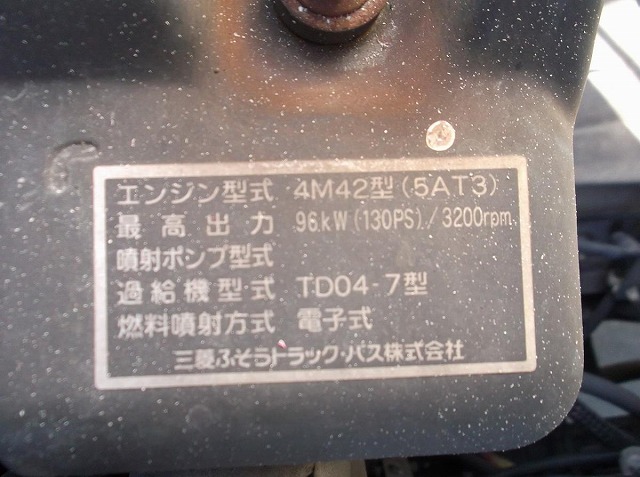 エンジン型式 4M42型(5AT3)
最高出力 96kW(130PS)/3200rpm
噴射ポンプ型式
過給機型式 TD04-7型
燃料噴射方式 電子式
三菱ふそうトラック・バス株式会社